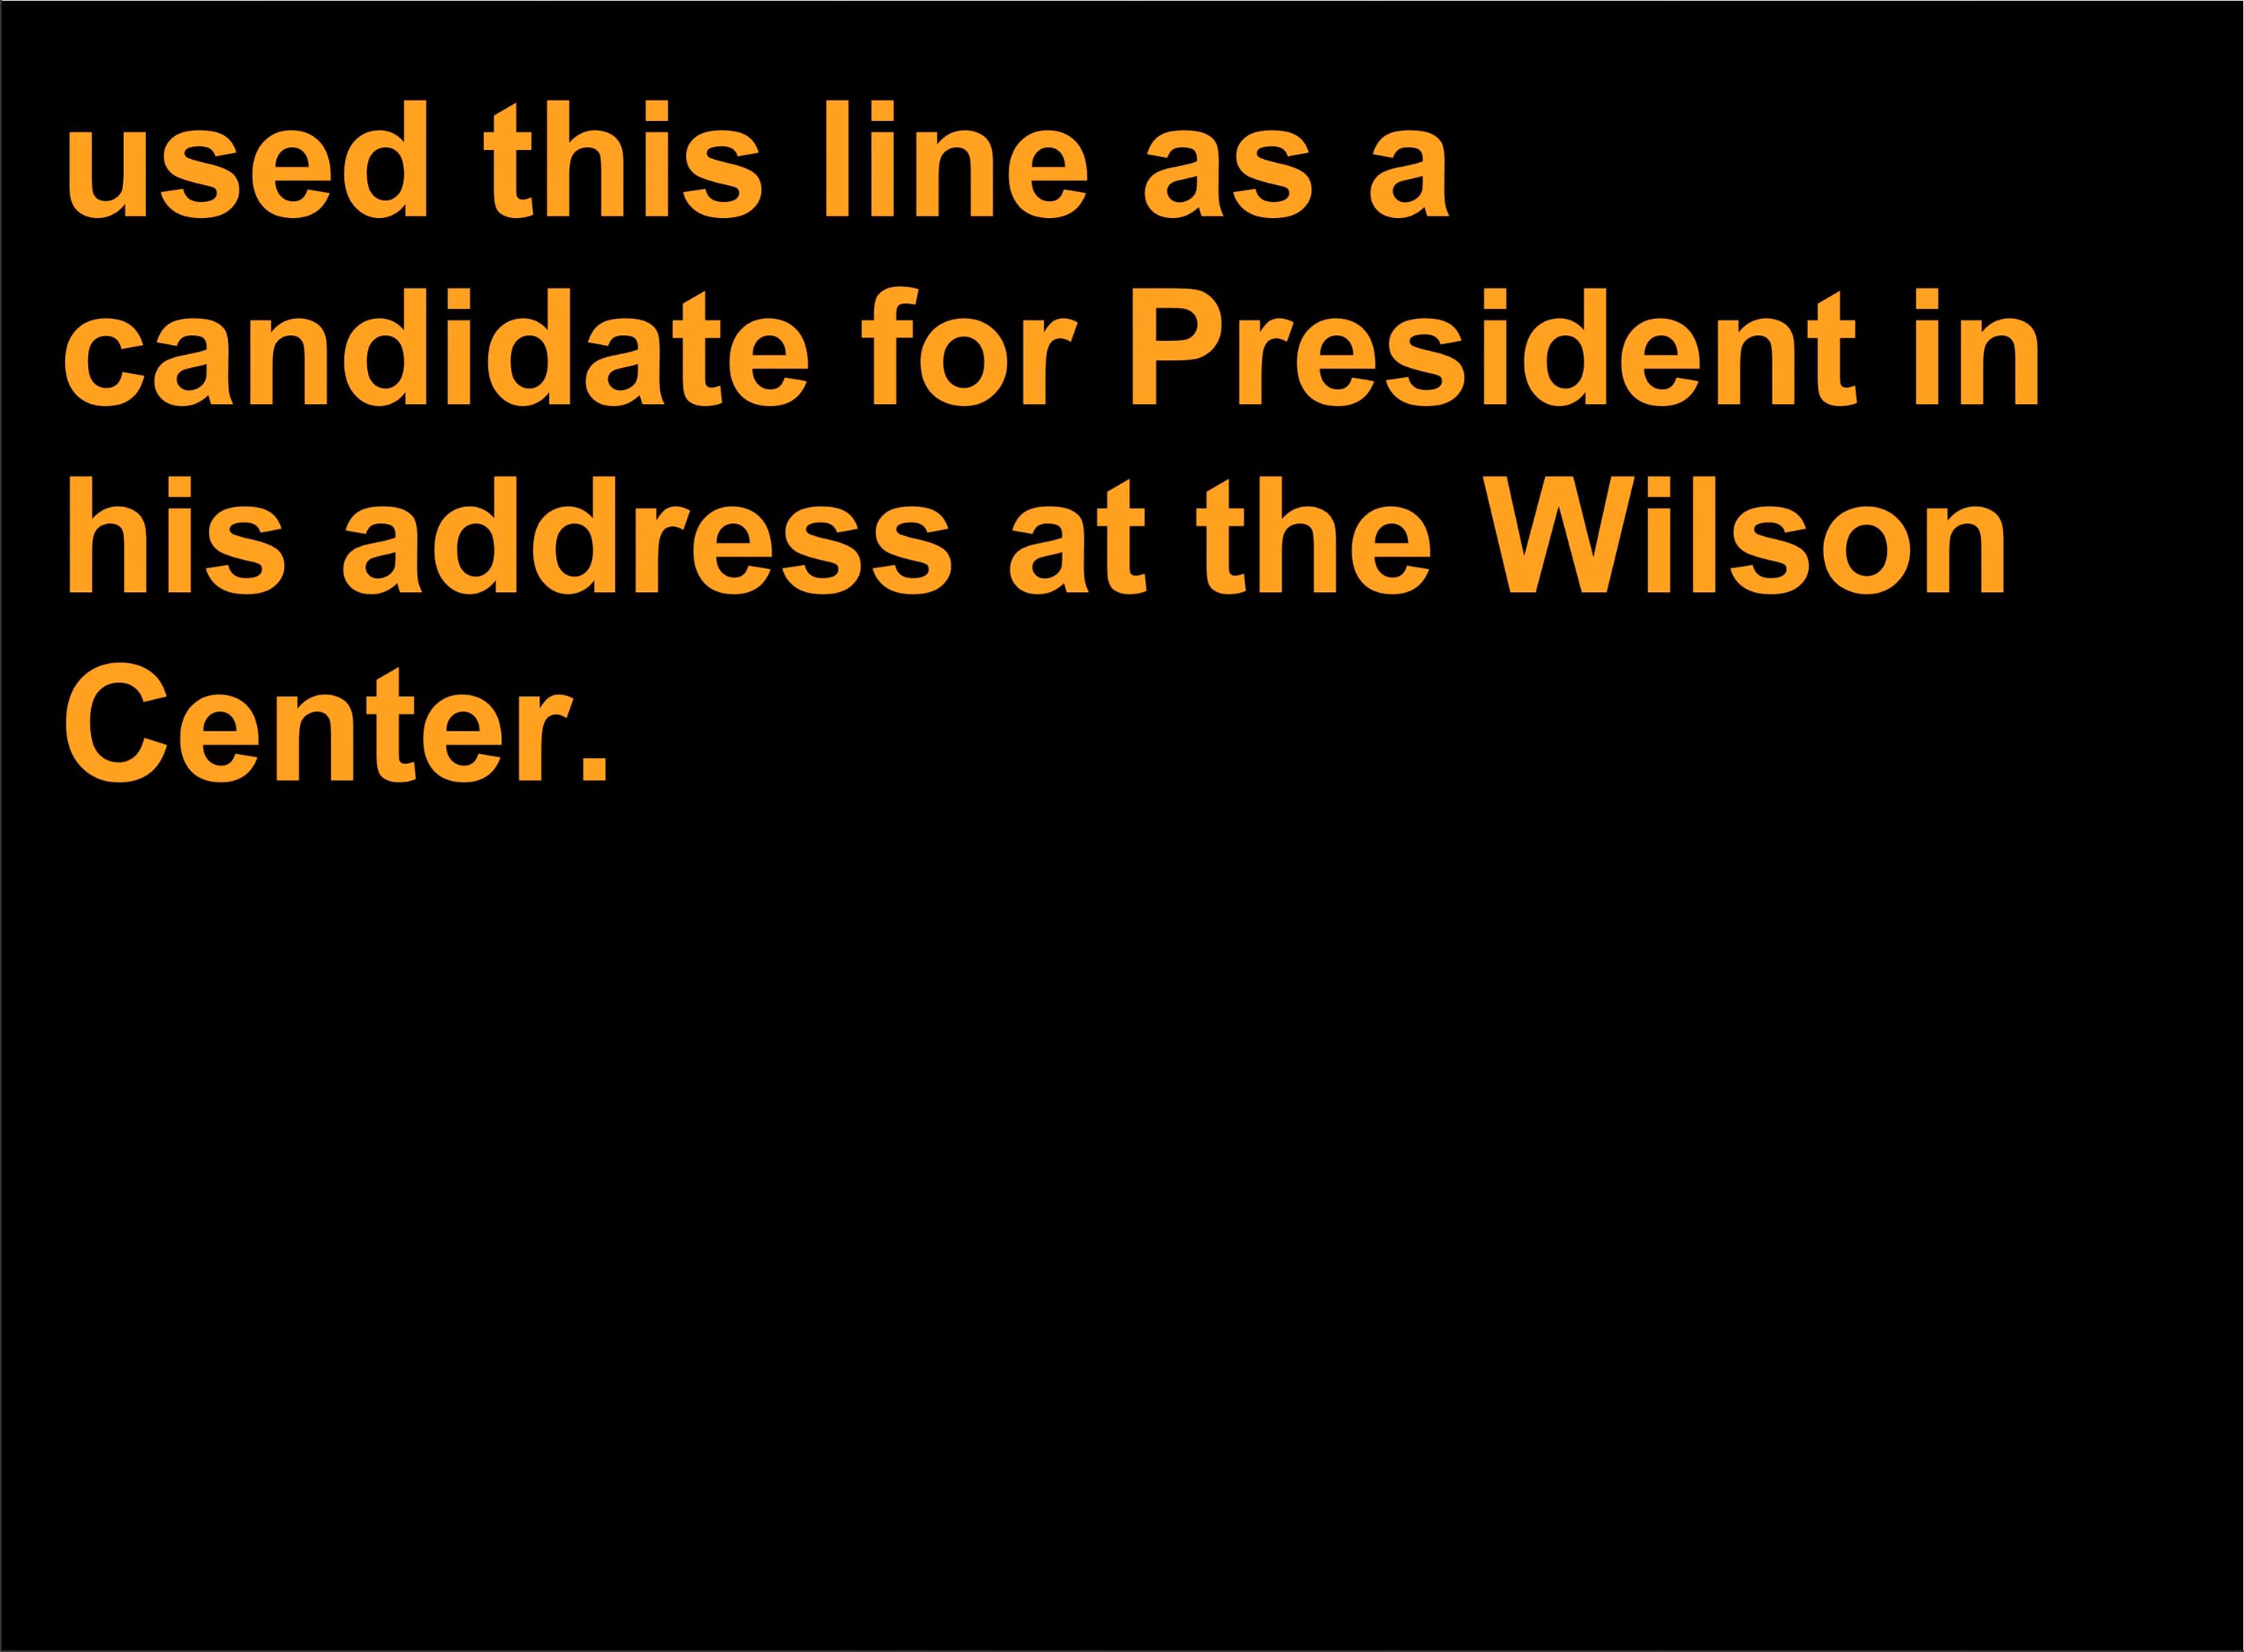 used this line as a
candidate for President in
his address at the Wilson
Center.